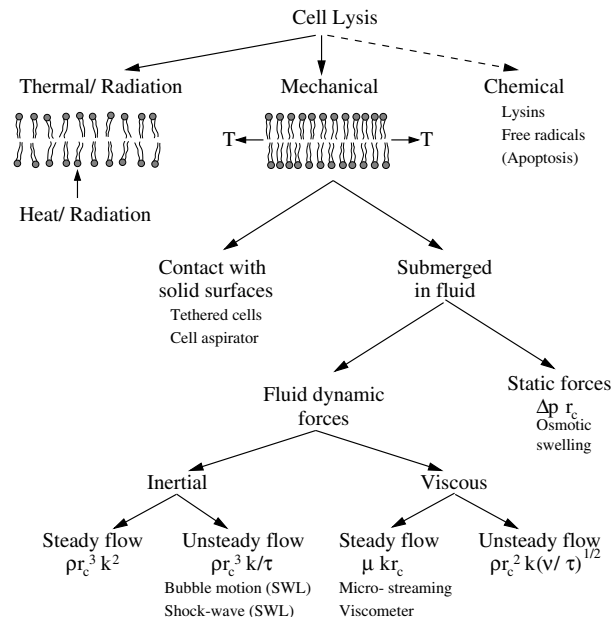 Cell Lysis
Thermal/ Radiation
Mechanical
Chemical
Lysins
Free radicals
(Apoptosis)
T
T
Heat/ Radiation
Contact with
solid surfaces
Tethered cells
Cell aspirator
Submerged
in fluid
Fluid dynamic
forces
Static forces
Δp r_c
Osmotic
swelling
Inertial
Viscous
Steady flow
ρr_c^3 k^2
Unsteady flow
ρr_c^3 k/τ
Bubble motion (SWL)
Shock-wave (SWL)
Steady flow
μ kr_c
Micro- streaming
Viscometer
Unsteady flow
ρr_c^2 k(ν/ τ)^1/2